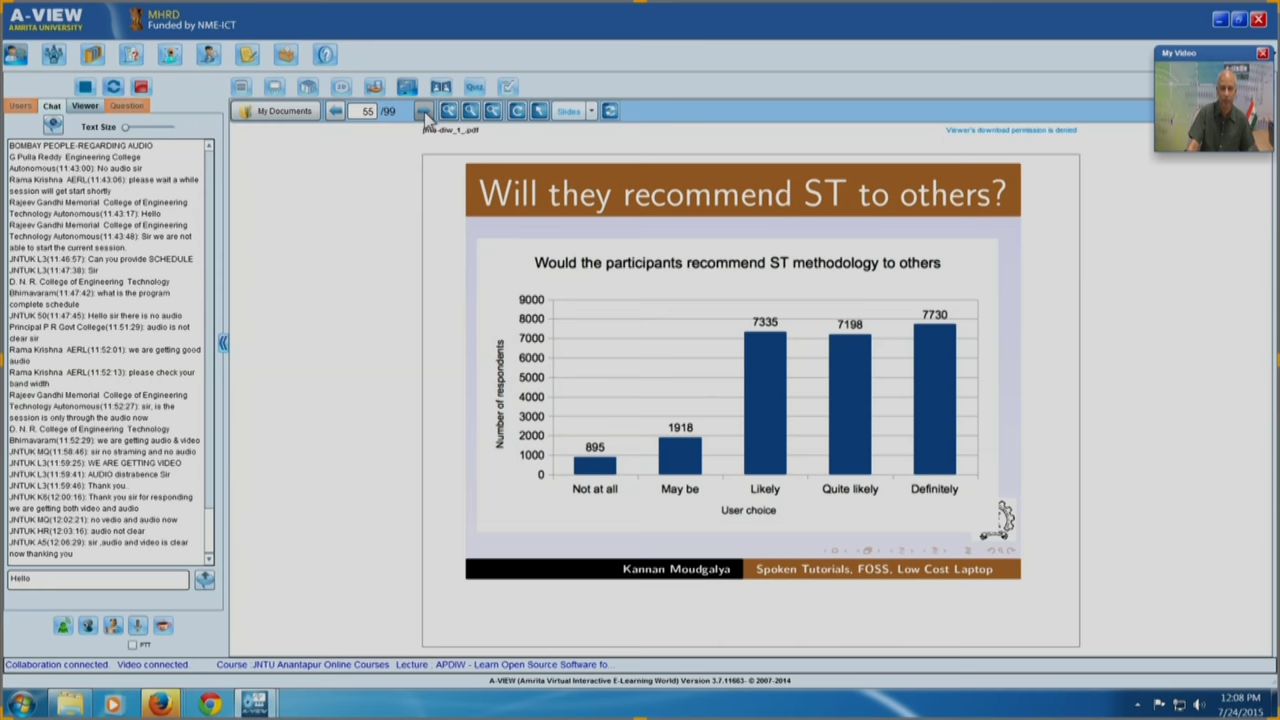 A-VIEW
AMRITA UNIVERSITY
MHRD
Funded by NME-ICT
My Video
Users
Chat
Viewer
Question
Quiz
My Documents
55
/99
Slides
Text Size
Viewer's download permission is denied
BOMBAY PEOPLE-REGARDING AUDIO
G Pulla Reddy Engineering College
Autonomous(11:43:00): No audio sir
Rama Krishna AERL(11:43:06): please wait a while
session will get start shortly
Rajeev Gandhi Memorial College of Engineering
Technology Autonomous(11:43:17): Hello
Rajeev Gandhi Memorial College of Engineering
Technology Autonomous(11:43:48): Sir we are not
able to start the current session.
JNTUK L3(11:46:57): Can you provide SCHEDULE
JNTUK L3(11:47:38): Sir
D. N. R. College of Engineering Technology
Bhimavaram(11:47:42): what is the program
complete schedule
JNTUK 50(11:47:45): Hello sir there is no audio
Principal P R Govt College(11:51:29): audio is not
clear sir
Rama Krishna AERL(11:52:01): we are getting good
audio
Rama Krishna AERL(11:52:13): please check your
band width
Rajeev Gandhi Memorial College of Engineering
Technology Autonomous(11:52:27): sir, is the
session is only through the audio now
D. N. R. College of Engineering Technology
Bhimavaram(11:52:29): we are getting audio & video
JNTUK MQ(11:58:46): sir no straming and no audio
JNTUK L3(11:59:25): WE ARE GETTING VIDEO
JNTUK L3(11:59:41): AUDIO distrabence Sir
JNTUK L3(11:59:46): Thank you..
JNTUK K6(12:00:16): Thank you sir for responding
we are getting both video and audio
JNTUK MQ(12:02:21): no vedio and audio now
JNTUK HR(12:03:16): audio not clear
JNTUK A5(12:06:29): sir ,audio and video is clear
now thanking you
Hello
PTT
Will they recommend ST to others?
Would the participants recommend ST methodology to others
Number of respondents
9000
8000
7000
6000
5000
4000
3000
2000
1000
0
895
1918
7335
7198
7730
Not at all
May be
Likely
Quite likely
Definitely
User choice
Kannan Moudgalya
Spoken Tutorials, FOSS, Low Cost Laptop
Collaboration connected. Video connected. Course : JNTU Anantapur Online Courses Lecture : APDIW - Learn Open Source Software fo...
A-VIEW (Amrita Virtual Interactive E-Learning World) Version 3.7.11663- © 2007-2014
A-VIEW
12:08 PM
7/24/2015